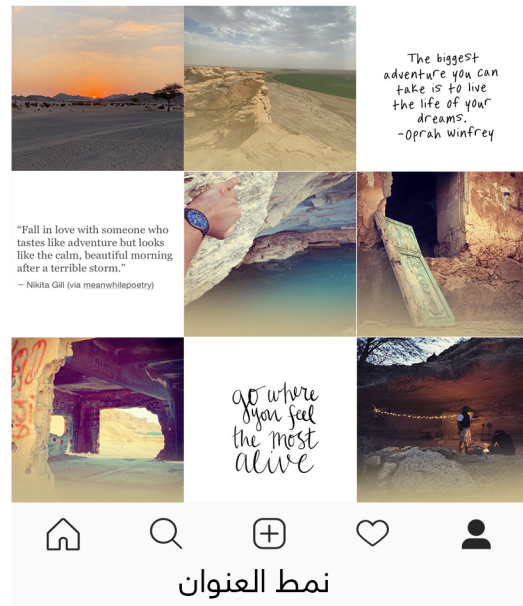 The biggest
adventure you can
take is to live
the life of your
dreams.
-Oprah Winfrey
“Fall in love with someone who
tastes like adventure but looks
like the calm, beautiful morning
after a terrible storm.”
— Nikita Gill (via meanwhilepoetry)
go where
you feel
the most
alive
نمط العنوان